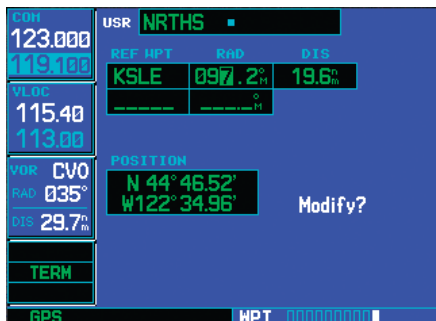 COM
123.000
119.100
VLOC
115.40
113.00
VOR CVO
RAD 035°
DIS 29.7nm
TERM
GPS
USR NRTHS
REF WPT RAD DIS
KSLE 097.2°M 19.6nm
_____ ___._°M
POSITION
N 44°46.52'
W122°34.96'
Modify?
WPT